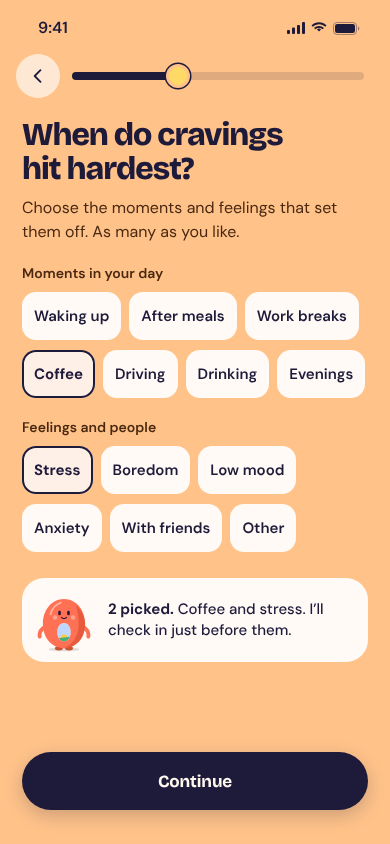 9:41
When do cravings
hit hardest?
Choose the moments and feelings that set
them off. As many as you like.
Moments in your day
Waking up After meals Work breaks
Coffee Driving Drinking Evenings
Feelings and people
Stress Boredom Low mood
Anxiety With friends Other
2 picked. Coffee and stress. I’ll
check in just before them.
Continue